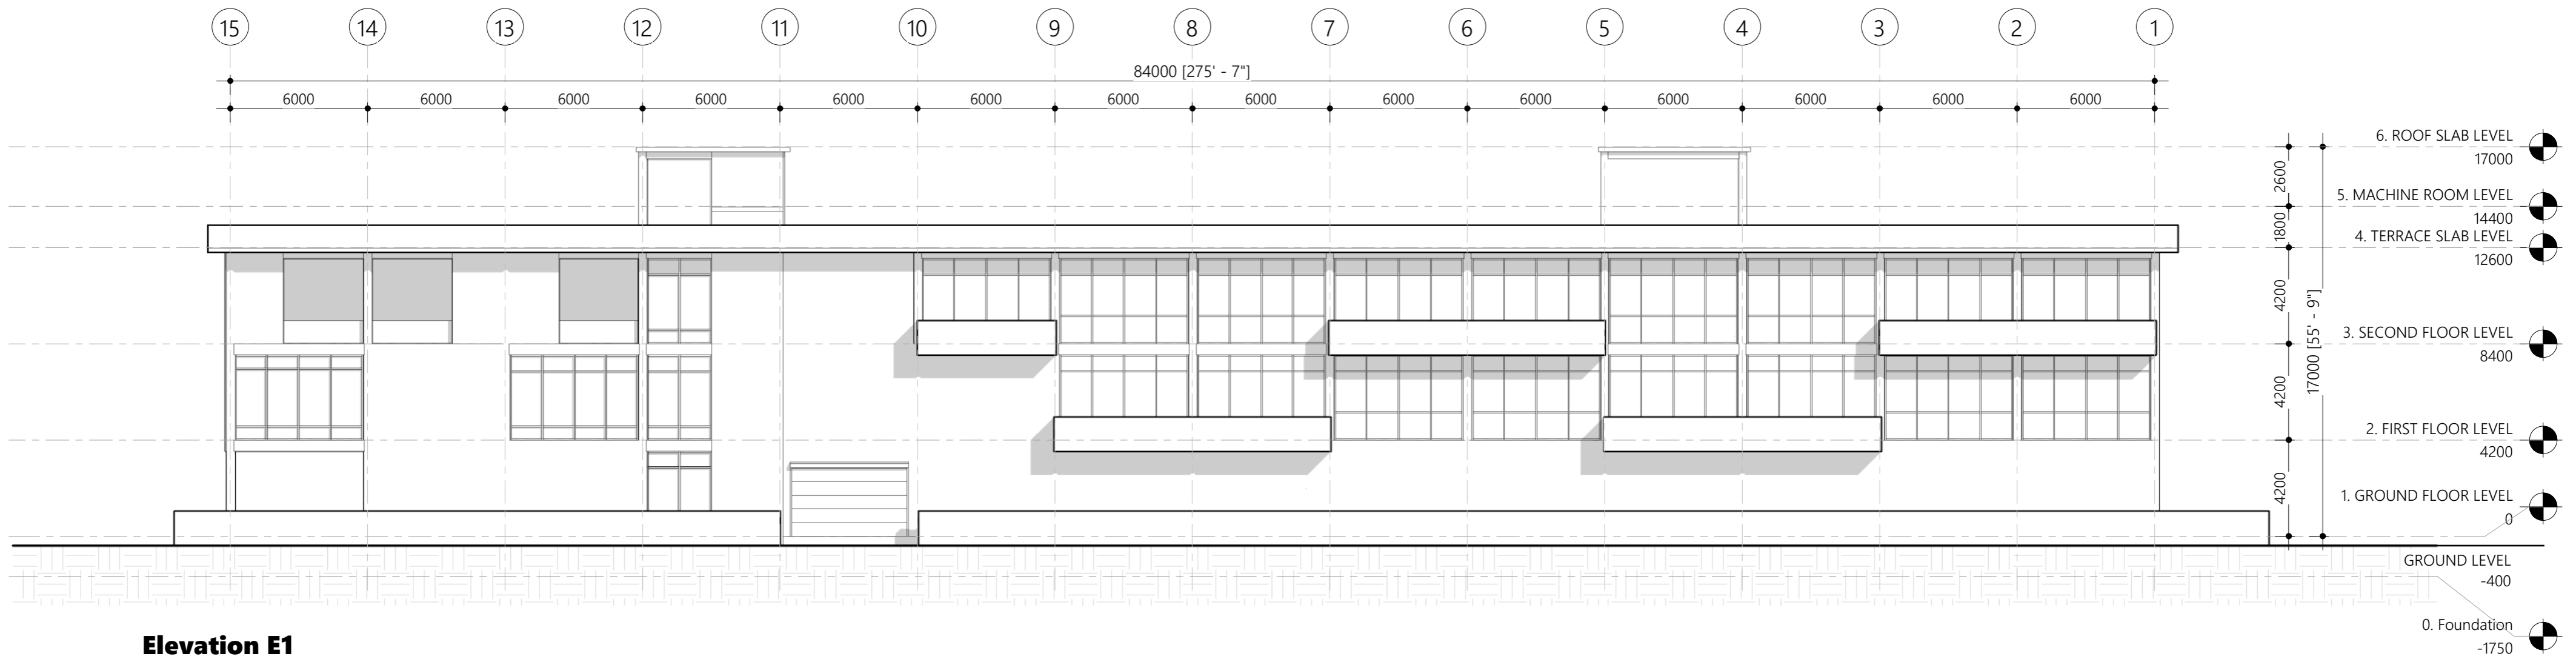 15 14 13 12 11 10 9 8 7 6 5 4 3 2 1
84000 [275' - 7"]
6000 6000 6000 6000 6000 6000 6000 6000 6000 6000 6000 6000 6000 6000
6. ROOF SLAB LEVEL
17000
2600
5. MACHINE ROOM LEVEL
14400
1800
4. TERRACE SLAB LEVEL
12600
4200
17000 [55' - 9"]
3. SECOND FLOOR LEVEL
8400
4200
2. FIRST FLOOR LEVEL
4200
4200
1. GROUND FLOOR LEVEL
0
GROUND LEVEL
-400
0. Foundation
-1750
Elevation E1